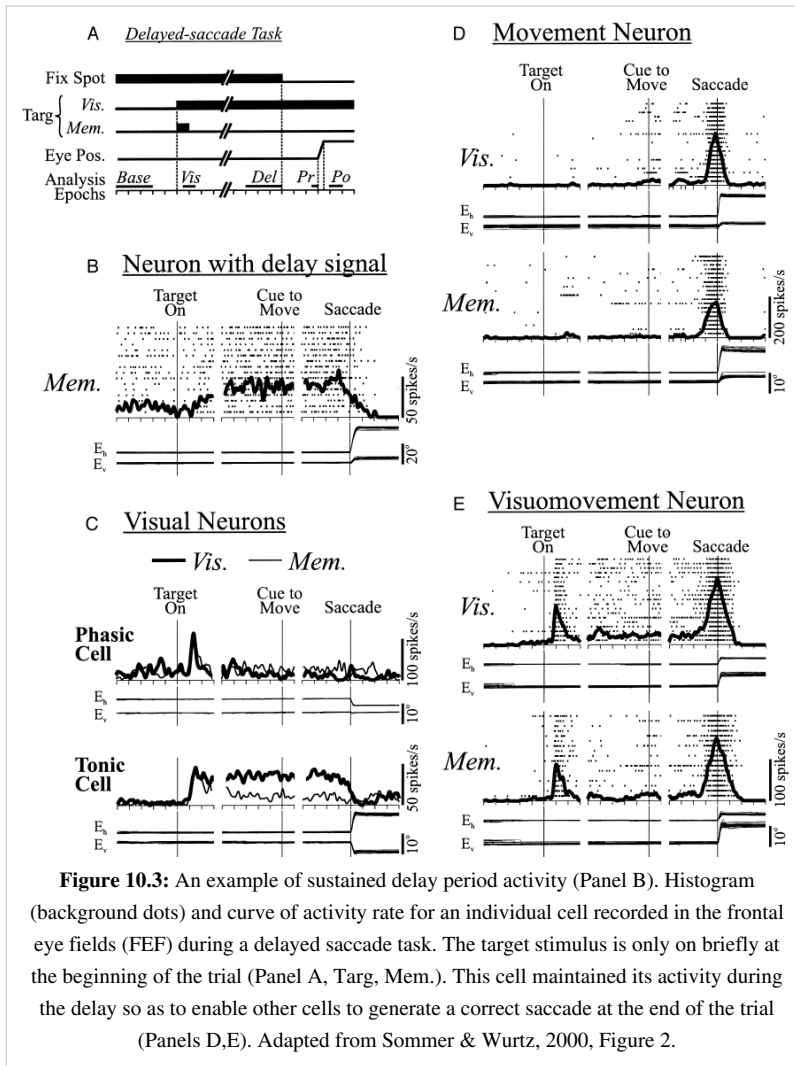 A Delayed-saccade Task
Fix Spot
Targ
Vis.
Mem.
Eye Pos.
Analysis Epochs
Base Vis Del Pr Po
B Neuron with delay signal
Target On
Cue to Move
Saccade
Mem.
50 spikes/s
Eh
Ev
20°
C Visual Neurons
Vis. Mem.
Target On
Cue to Move
Saccade
Phasic Cell
100 spikes/s
Eh
Ev
10°
Tonic Cell
50 spikes/s
Eh
Ev
10°
D Movement Neuron
Target On
Cue to Move
Saccade
Vis.
Eh
Ev
Mem.
200 spikes/s
Eh
Ev
10°
E Visuomovement Neuron
Target On
Cue to Move
Saccade
Vis.
Eh
Ev
Mem.
100 spikes/s
Eh
Ev
10°
Figure 10.3: An example of sustained delay period activity (Panel B). Histogram
(background dots) and curve of activity rate for an individual cell recorded in the frontal
eye fields (FEF) during a delayed saccade task. The target stimulus is only on briefly at
the beginning of the trial (Panel A, Targ, Mem.). This cell maintained its activity during
the delay so as to enable other cells to generate a correct saccade at the end of the trial
(Panels D,E). Adapted from Sommer & Wurtz, 2000, Figure 2.